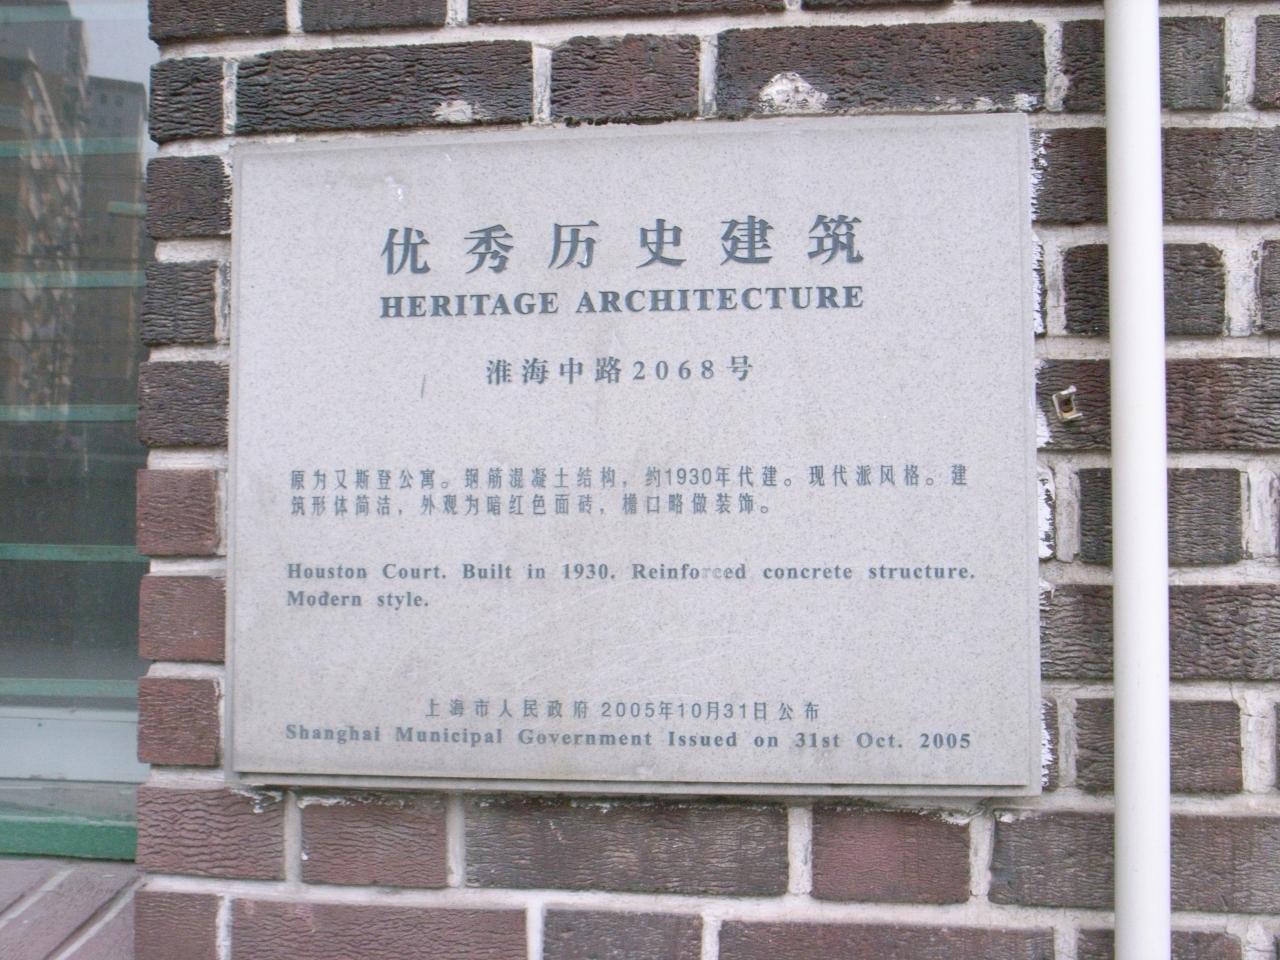 优秀历史建筑
HERITAGE ARCHITECTURE
淮海中路2068号
原为又斯登公寓。钢筋混凝土结构，约1930年代建。现代派风格。建
筑形体简洁，外观为暗红色面砖，檐口略做装饰。
Houston Court. Built in 1930. Reinforced concrete structure.
Modern style.
上海市人民政府 2005年10月31日公布
Shanghai Municipal Government Issued on 31st Oct. 2005